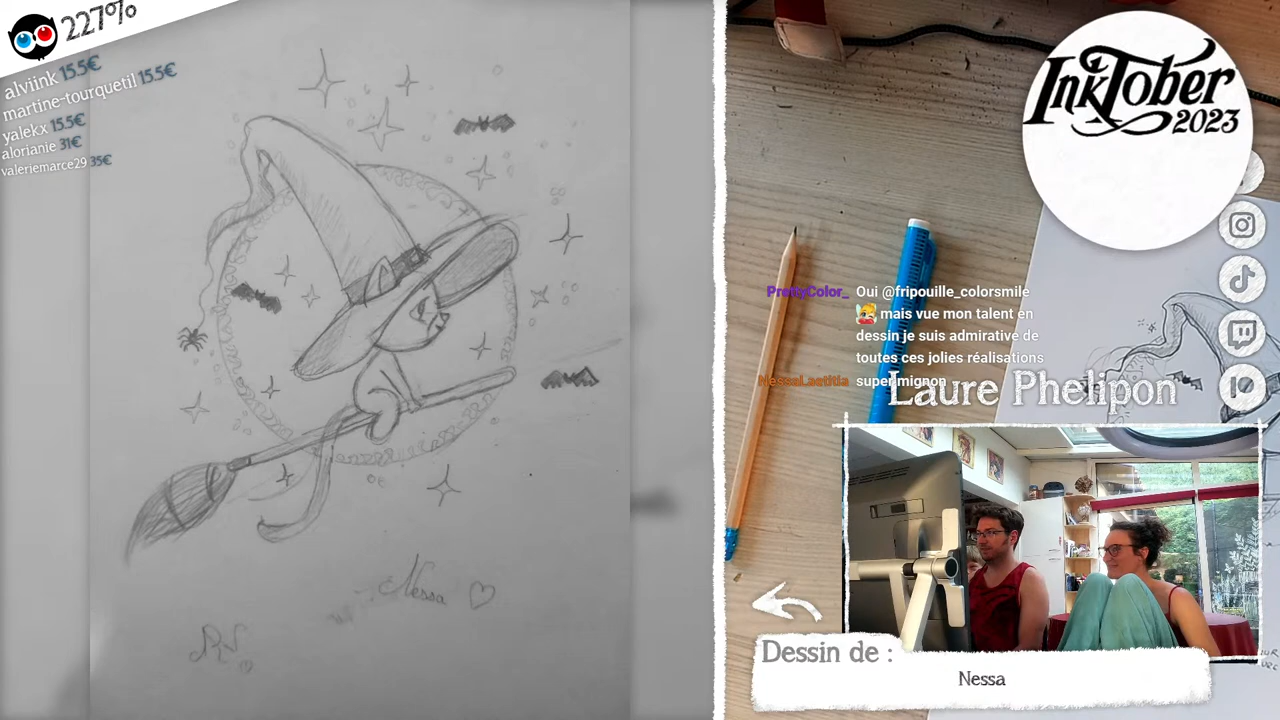 227%
alviink 15.5€
martine-tourquetil 15.5€
yalekx 15.5€
alorianie 31€
valeriemarce29 35€
Nessa
InkTober
2023
PrettyColor_ Oui @fripouille_colorsmile
mais vue mon talent en
dessin je suis admirative de
toutes ces jolies réalisations
NessaLaetitia super mignon
Laure Phelipon
Dessin de :
Nessa